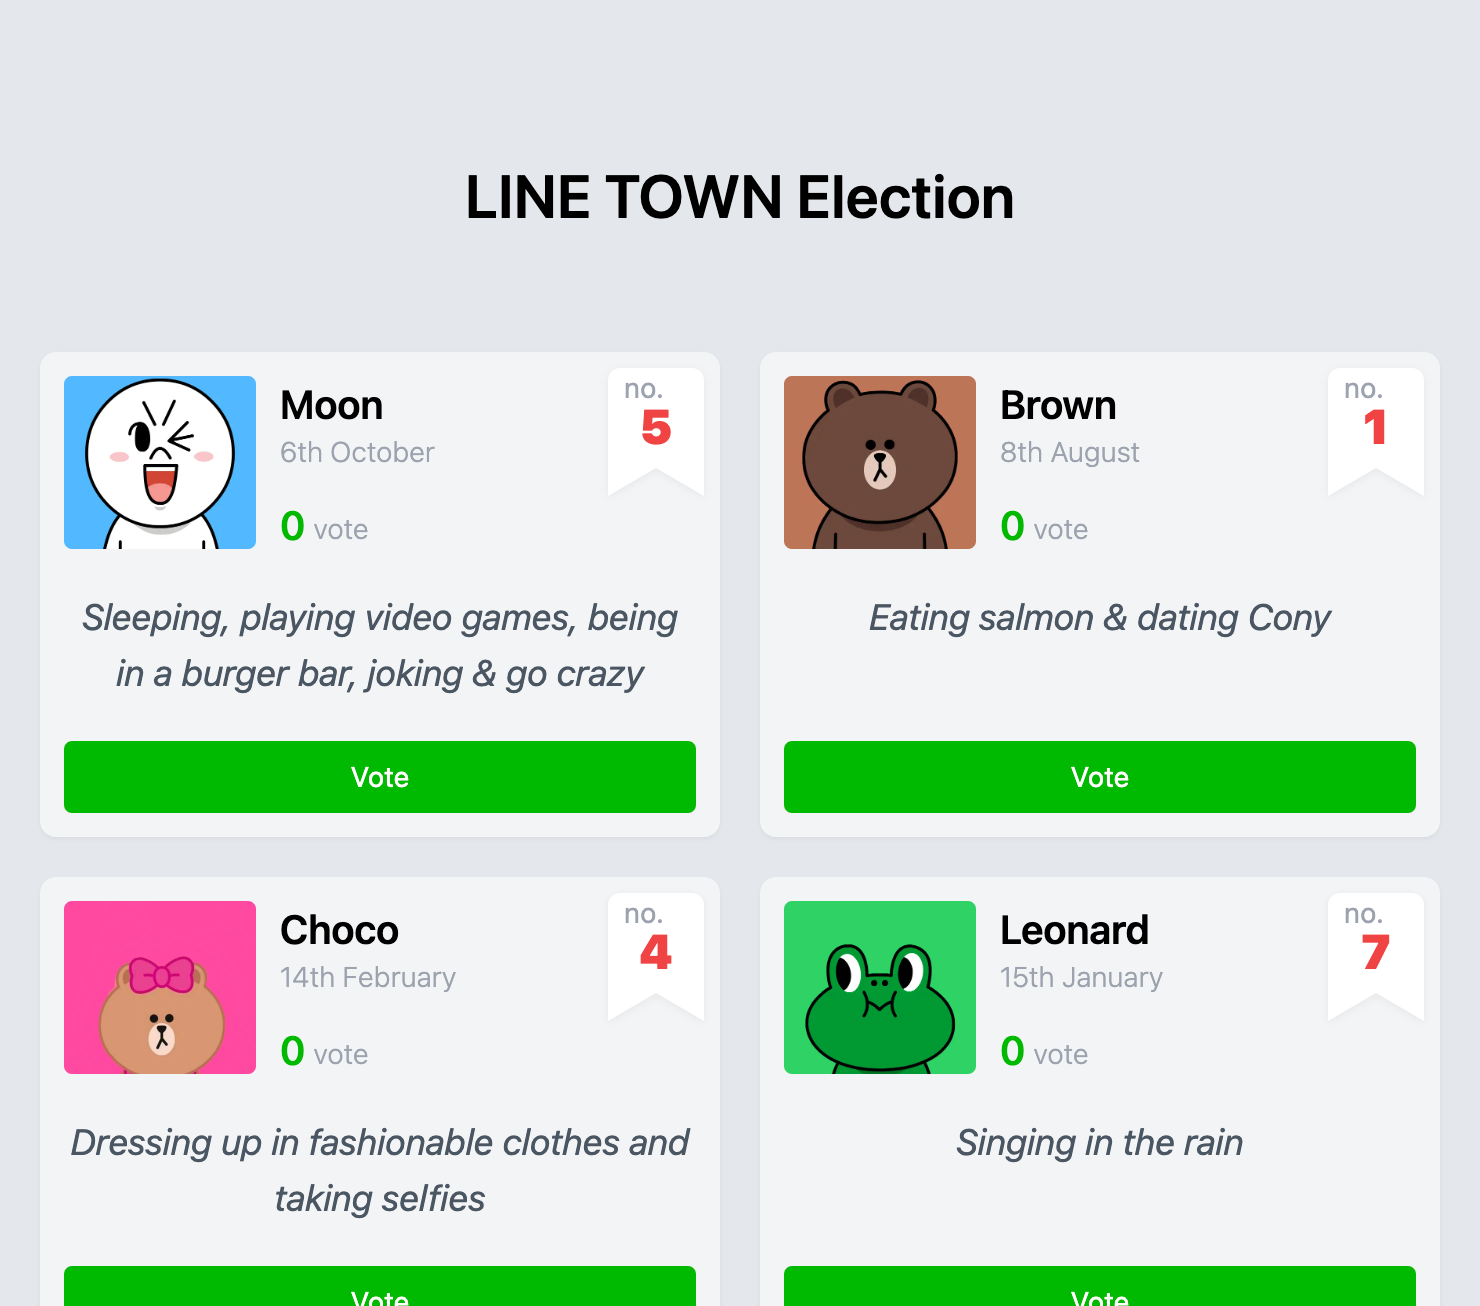 LINE TOWN Election
Moon
6th October
0 vote
no.
5
Sleeping, playing video games, being
in a burger bar, joking & go crazy
Vote
Brown
8th August
0 vote
no.
1
Eating salmon & dating Cony
Vote
Choco
14th February
0 vote
no.
4
Dressing up in fashionable clothes and
taking selfies
Vote
Leonard
15th January
0 vote
no.
7
Singing in the rain
Vote